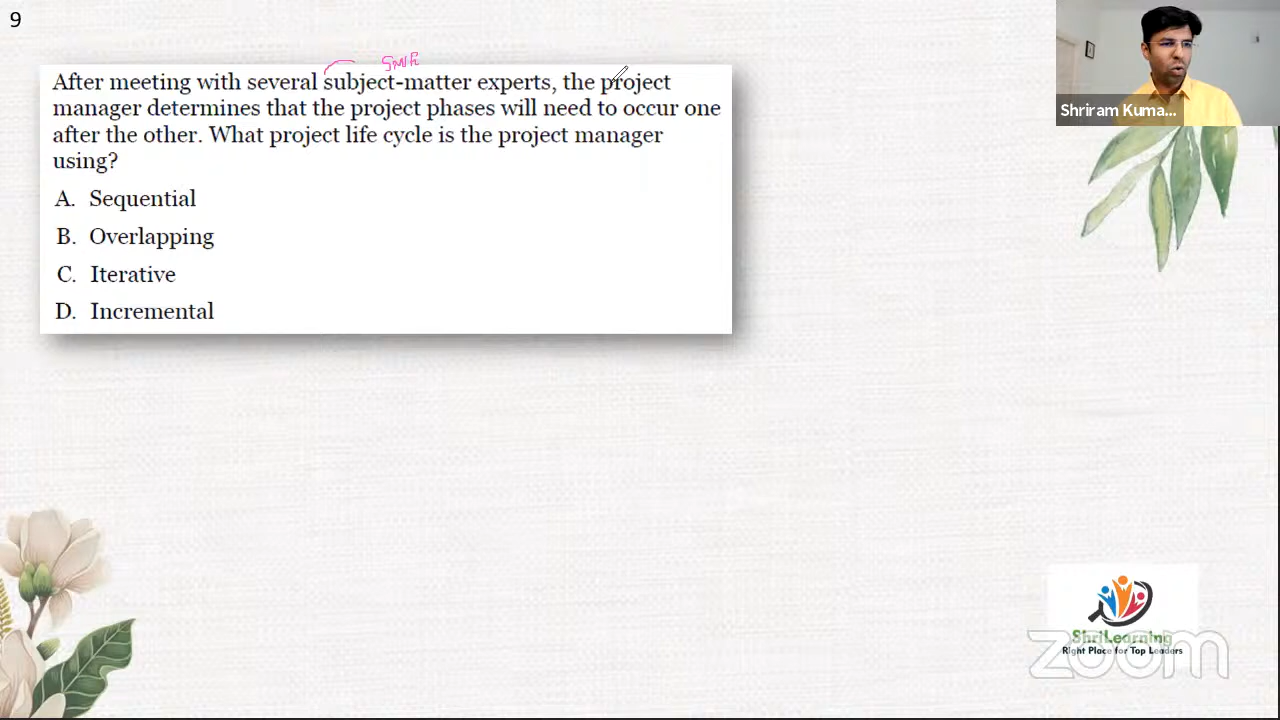 9
SME
After meeting with several subject-matter experts, the project
manager determines that the project phases will need to occur one
after the other. What project life cycle is the project manager
using?
A. Sequential
B. Overlapping
C. Iterative
D. Incremental
Shriram Kuma...
ShriLearning
Right Place for Top Leaders
zoom